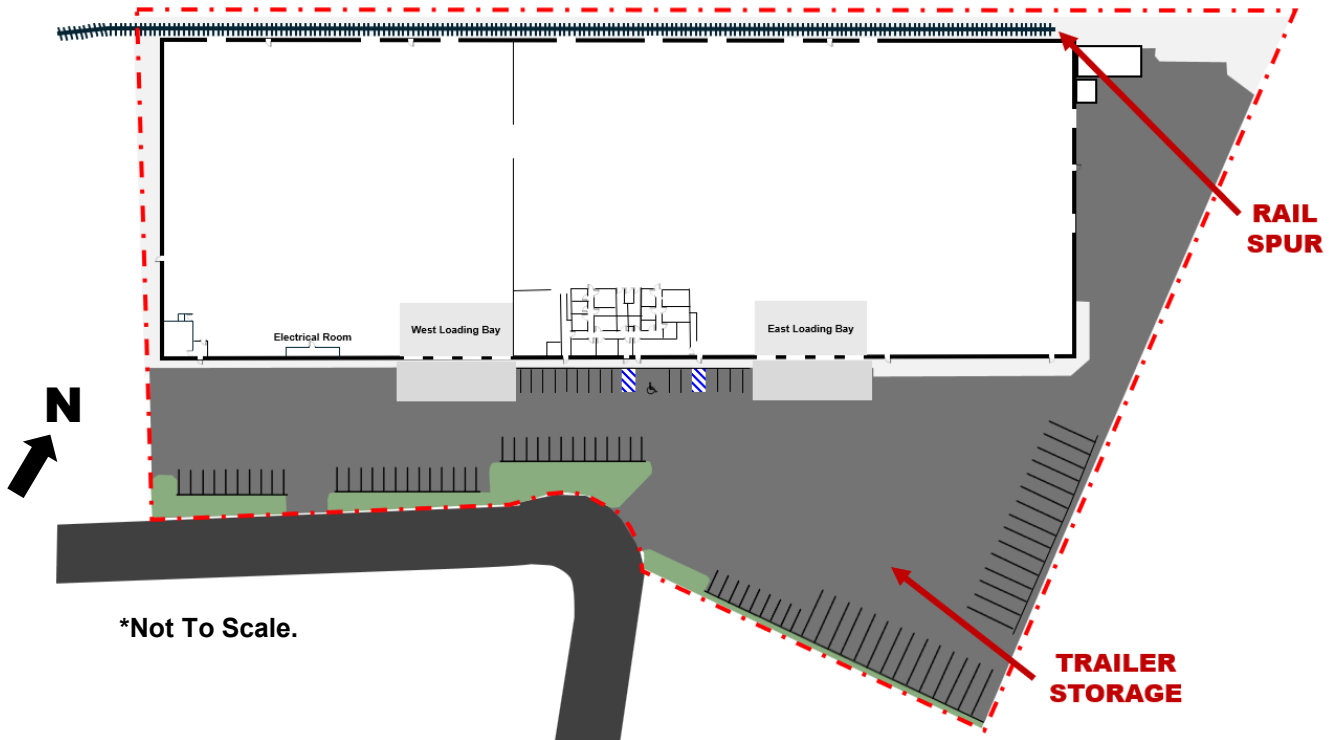 RAIL
SPUR
Electrical Room
West Loading Bay
East Loading Bay
N
*Not To Scale.
TRAILER
STORAGE